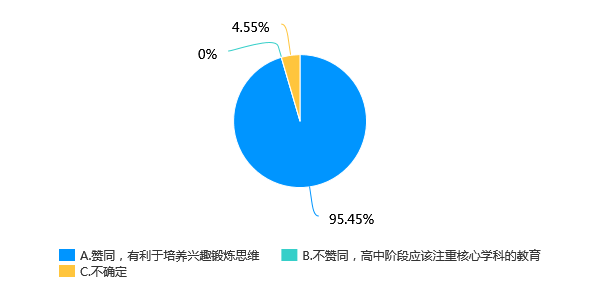 4.55%
0%
95.45%
A.赞同，有利于培养兴趣锻炼思维
B.不赞同，高中阶段应该注重核心学科的教育
C.不确定